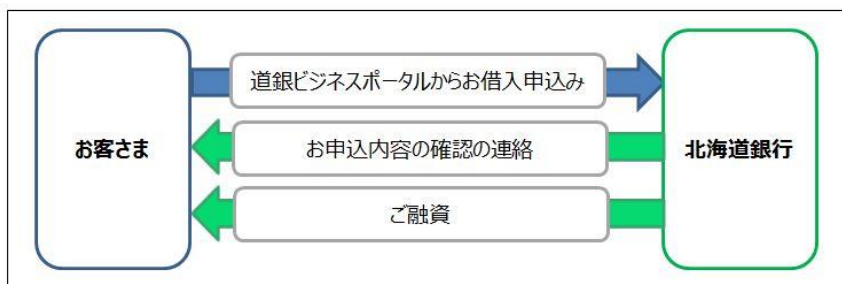 お客さま
道銀ビジネスポータルからお借入申込み
お申込内容の確認の連絡
ご融資
北海道銀行